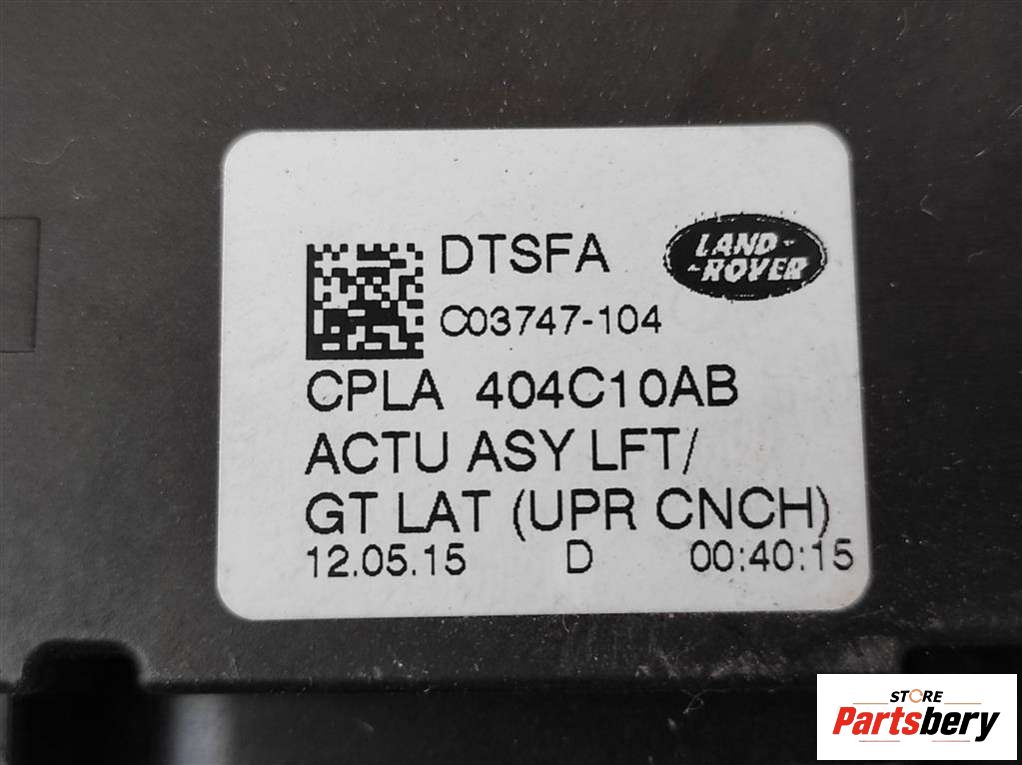 DTSFA
LAND-
-ROVER
C03747-104
CPLA 404C10AB
ACTU ASY LFT/
GT LAT (UPR CNCH)
12.05.15 D 00:40:15
STORE
Partsbery